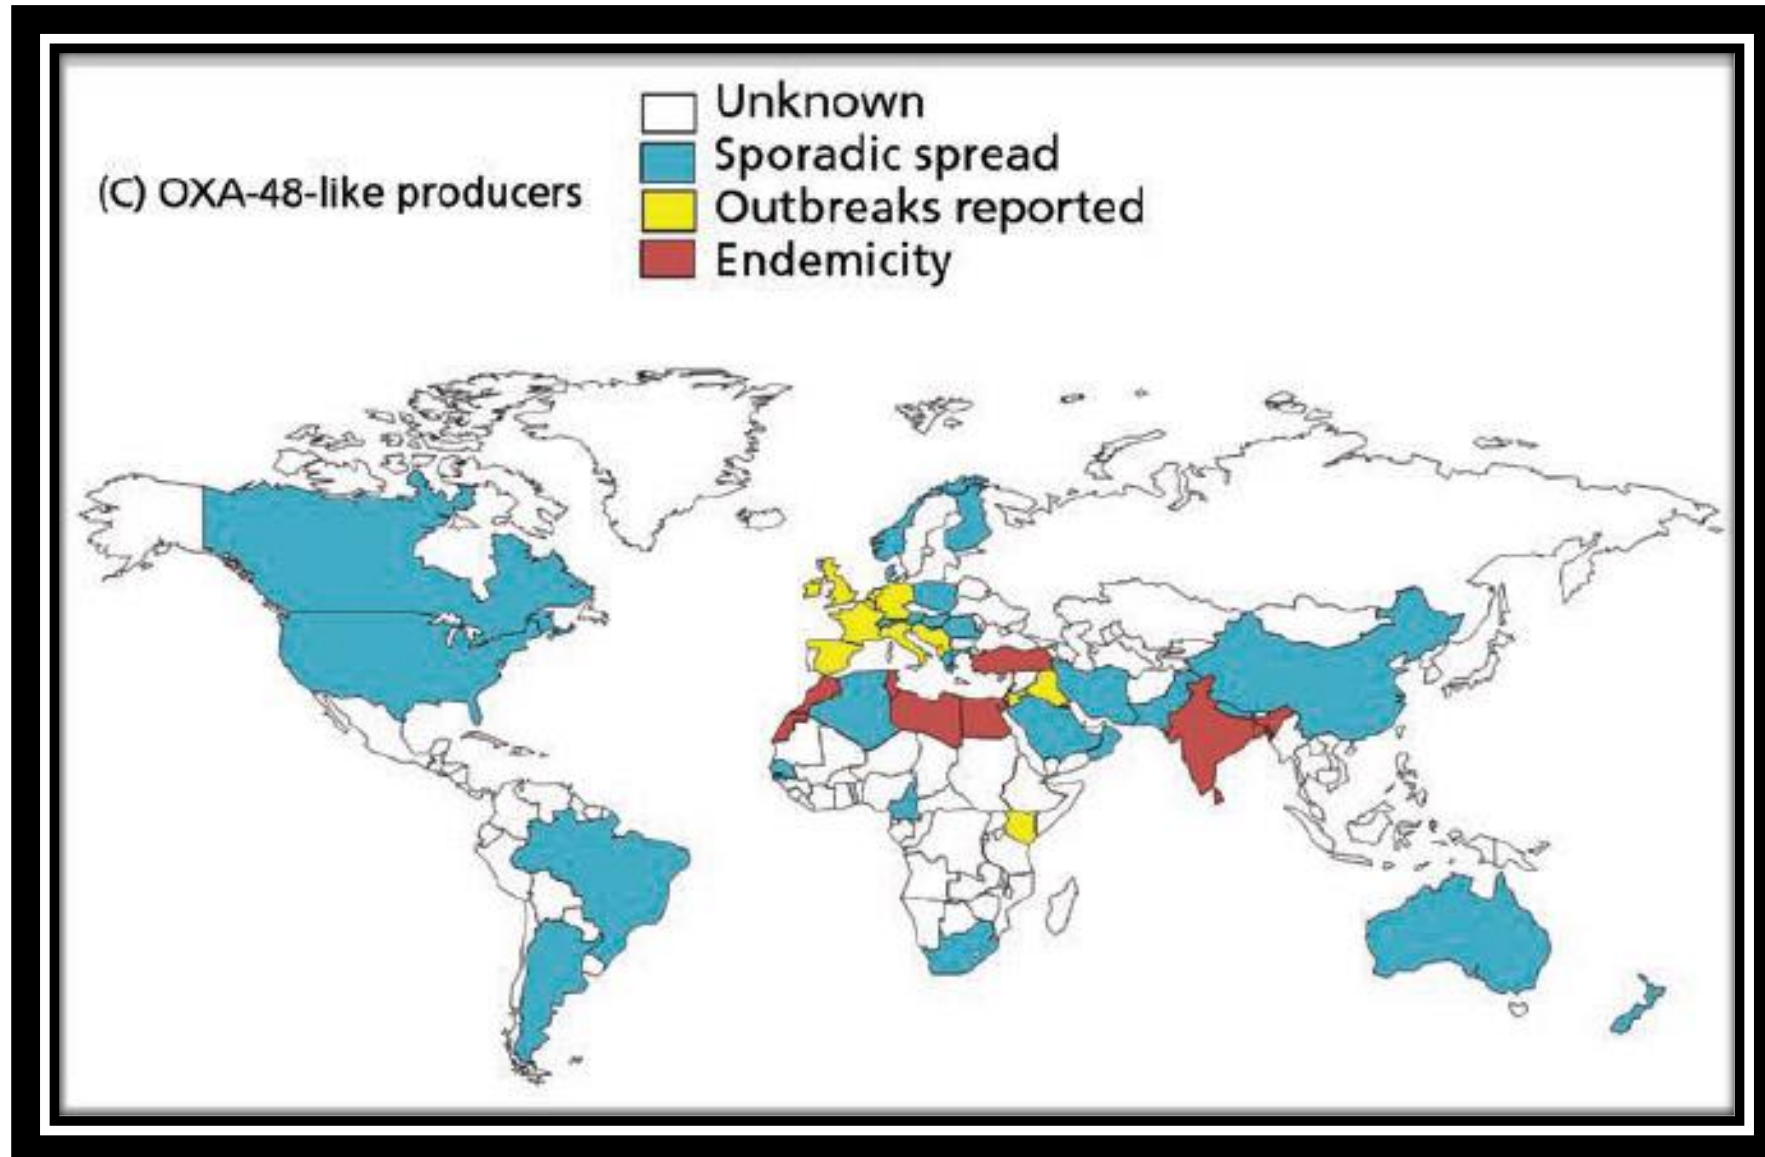 Unknown
Sporadic spread
(C) OXA-48-like producers
Outbreaks reported
Endemicity